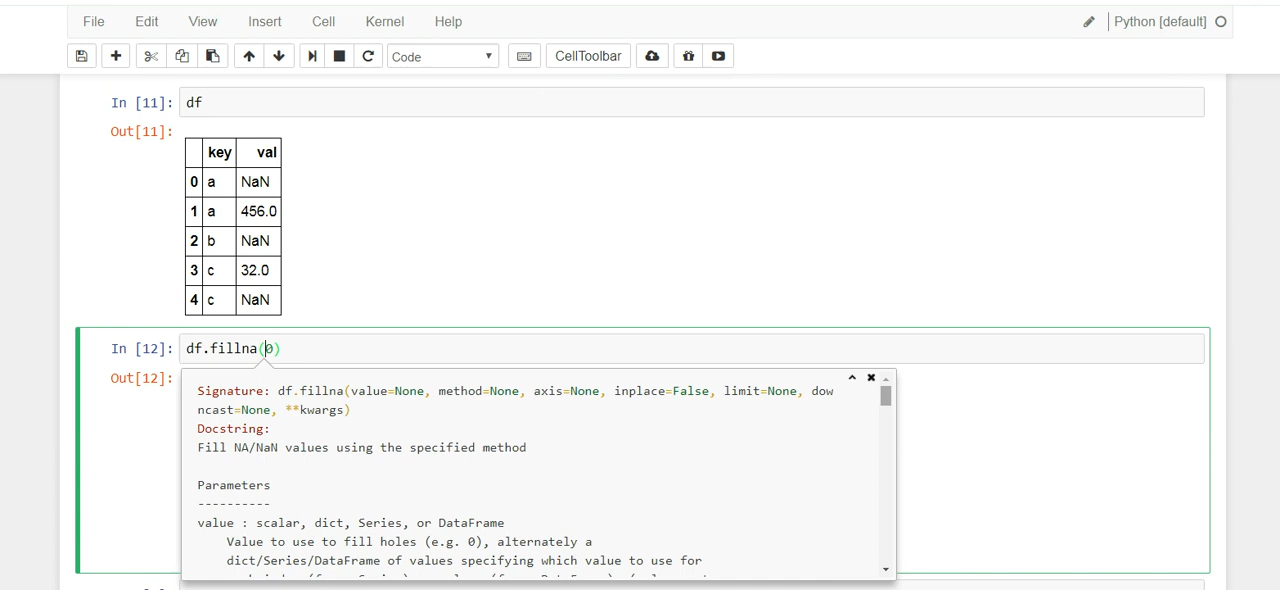 File Edit View Insert Cell Kernel Help Python [default]
Code CellToolbar
In [11]: df
Out[11]:
key val
0 a NaN
1 a 456.0
2 b NaN
3 c 32.0
4 c NaN
In [12]: df.fillna(0)
Out[12]:
Signature: df.fillna(value=None, method=None, axis=None, inplace=False, limit=None, dow
ncast=None, **kwargs)
Docstring:
Fill NA/NaN values using the specified method
Parameters
----------
value : scalar, dict, Series, or DataFrame
Value to use to fill holes (e.g. 0), alternately a
dict/Series/DataFrame of values specifying which value to use for